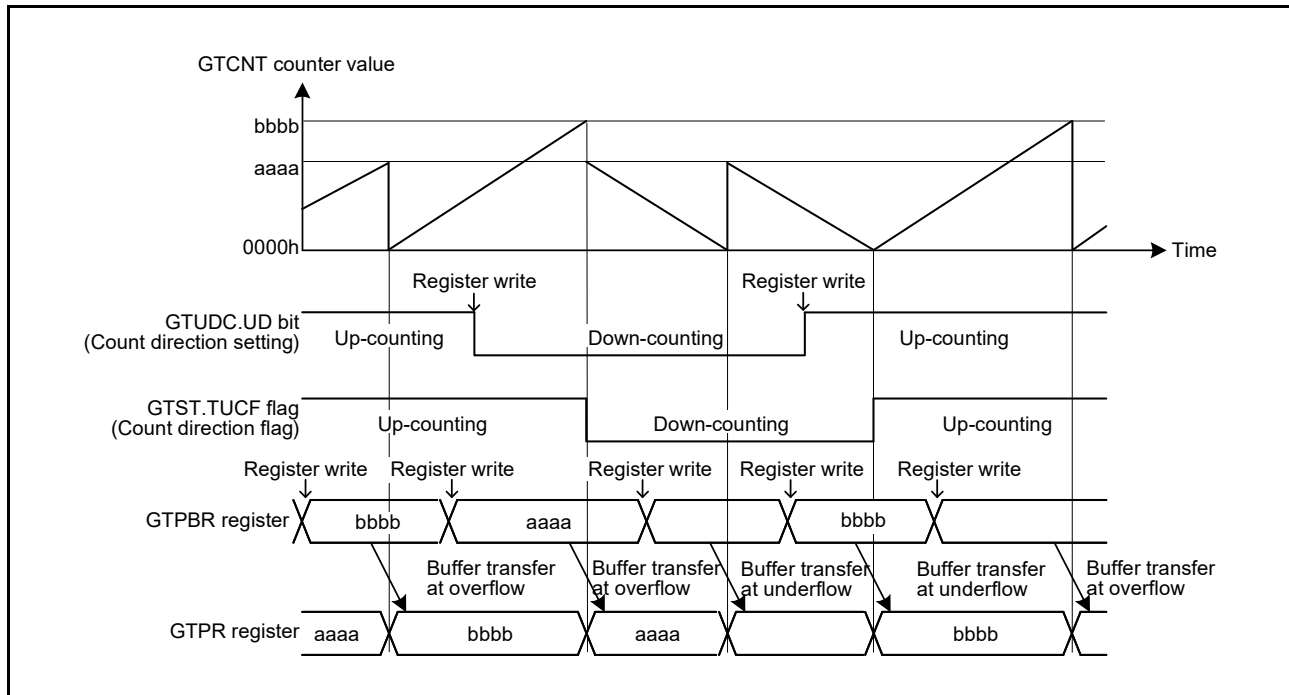 GTCNT counter value
bbbb
aaaa
0000h
Time
Register write Register write
GTUDC.UD bit
(Count direction setting)
Up-counting Down-counting Up-counting
GTST.TUCF flag
(Count direction flag)
Up-counting Down-counting Up-counting
Register write Register write Register write Register write Register write
GTPBR register
bbbb aaaa bbbb
Buffer transfer
at overflow
Buffer transfer
at overflow
Buffer transfer
at underflow
Buffer transfer
at underflow
Buffer transfer
at overflow
GTPR register
aaaa bbbb aaaa bbbb